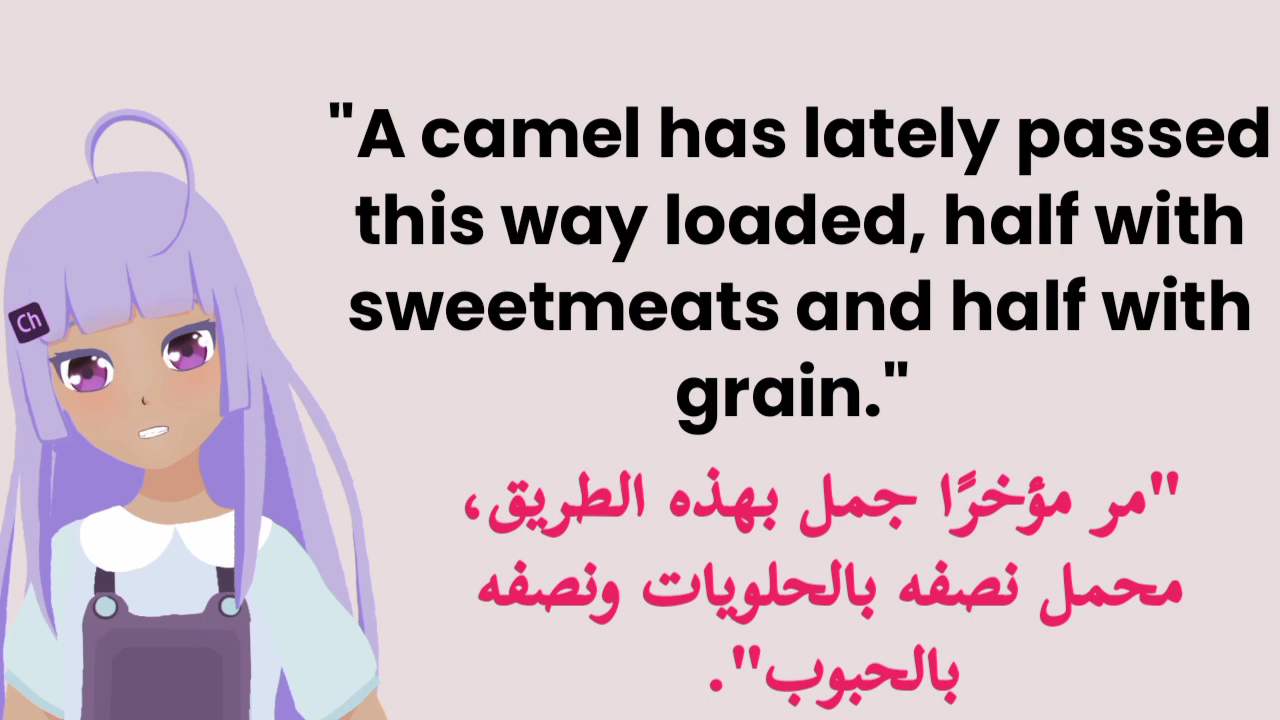 Ch
"A camel has lately passed
this way loaded, half with
sweetmeats and half with
grain."
"مر مؤخرًا جمل بهذه الطريق،
محمل نصفه بالحلويات ونصفه
بالحبوب".